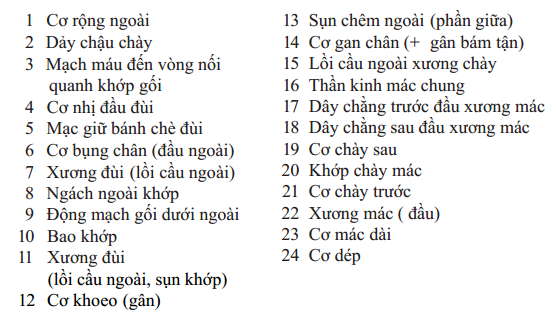 1 Cơ rộng ngoài
2 Dảy chậu chày
3 Mạch máu đến vòng nối
quanh khớp gối
4 Cơ nhị đầu đùi
5 Mạc giữ bánh chè đùi
6 Cơ bụng chân (đầu ngoài)
7 Xương đùi (lồi cầu ngoài)
8 Ngách ngoài khớp
9 Động mạch gối dưới ngoài
10 Bao khớp
11 Xương đùi
(lồi cầu ngoài, sụn khớp)
12 Cơ khoeo (gân)
13 Sụn chêm ngoài (phần giữa)
14 Cơ gan chân (+ gân bám tận)
15 Lồi cầu ngoài xương chày
16 Thần kinh mác chung
17 Dây chằng trước đầu xương mác
18 Dây chằng sau đầu xương mác
19 Cơ chày sau
20 Khớp chày mác
21 Cơ chày trước
22 Xương mác ( đầu)
23 Cơ mác dài
24 Cơ dép